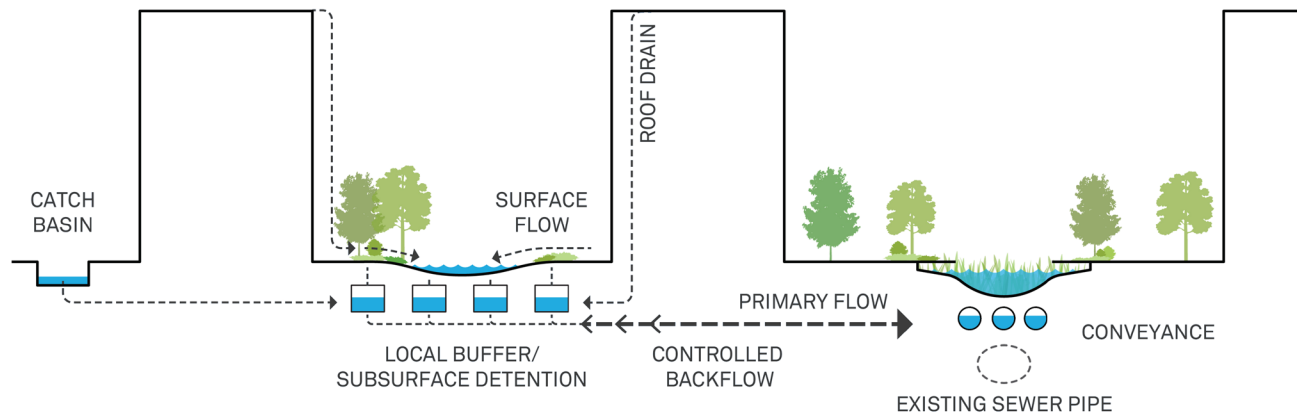 ROOF DRAIN
CATCH
BASIN
SURFACE
FLOW
PRIMARY FLOW
CONVEYANCE
LOCAL BUFFER/
SUBSURFACE DETENTION
CONTROLLED
BACKFLOW
EXISTING SEWER PIPE